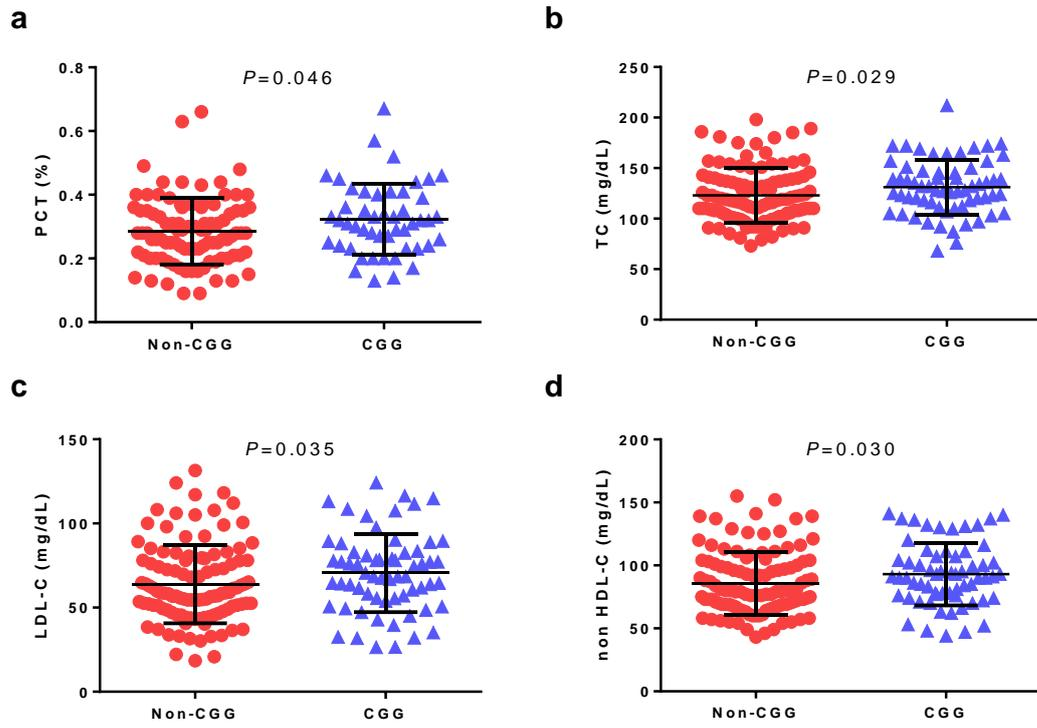 a
PCT (%)
P=0.046
0.8
0.6
0.4
0.2
0.0
Non-CGG CGG
b
TC (mg/dL)
P=0.029
250
200
150
100
50
0
Non-CGG CGG
c
LDL-C (mg/dL)
P=0.035
150
100
50
0
Non-CGG CGG
d
non HDL-C (mg/dL)
P=0.030
200
150
100
50
0
Non-CGG CGG